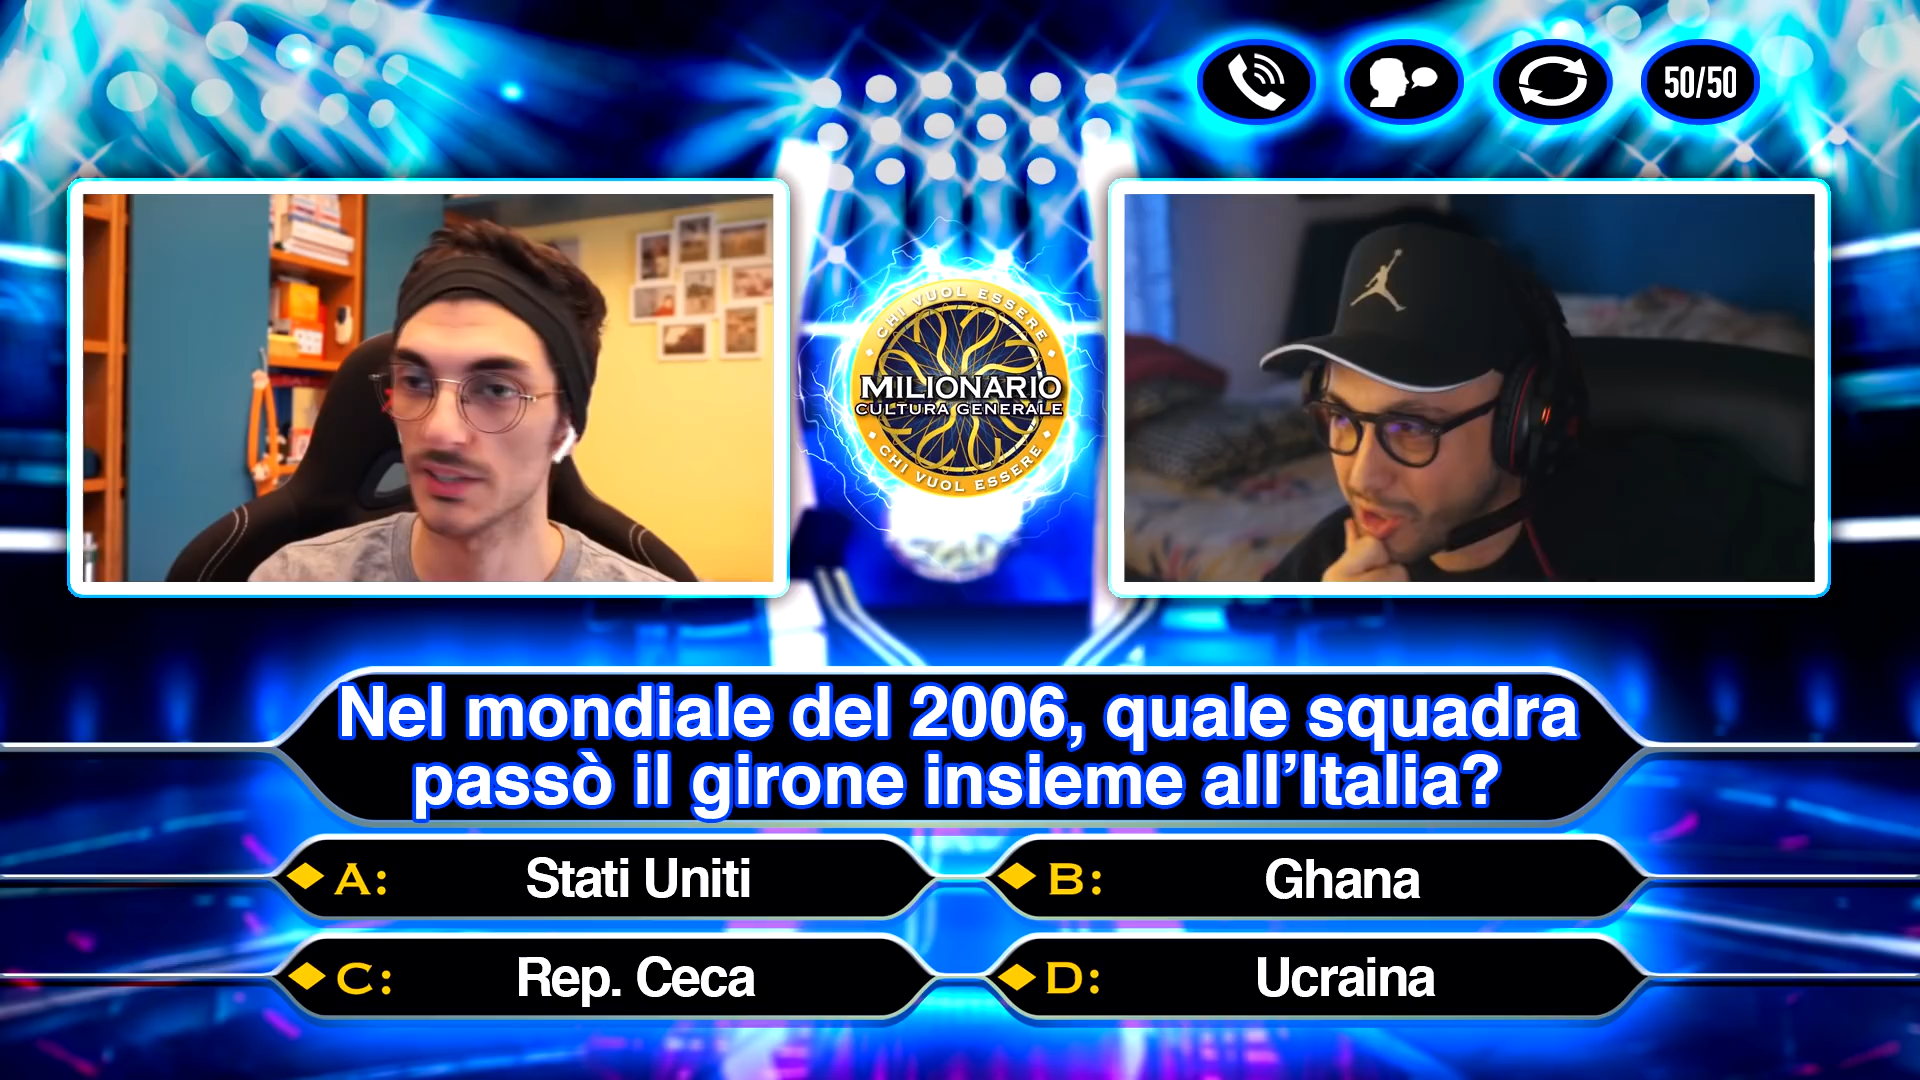 50/50
CHI VUOL ESSERE
MILIONARIO
CULTURA GENERALE
CHI VUOL ESSERE
Nel mondiale del 2006, quale squadra
passò il girone insieme all’Italia?
A: Stati Uniti
B: Ghana
C: Rep. Ceca
D: Ucraina